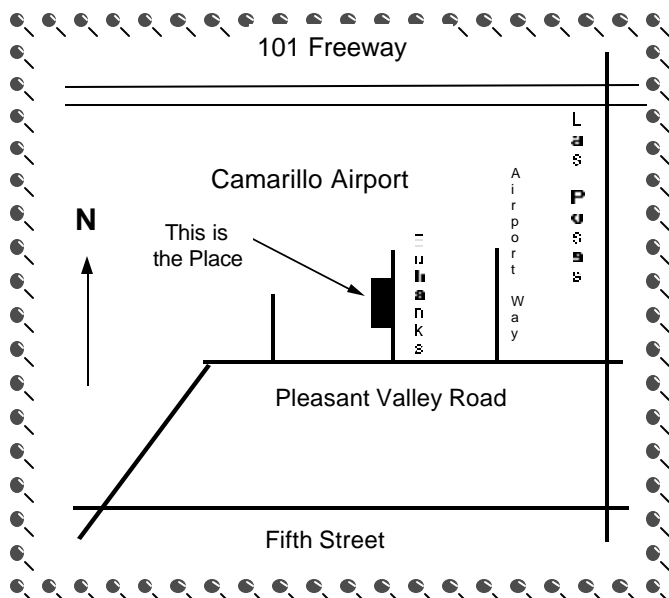 101 Freeway
Las Posas
Airport Way
Camarillo Airport
N
This is
the Place
Eubanks
Pleasant Valley Road
Fifth Street